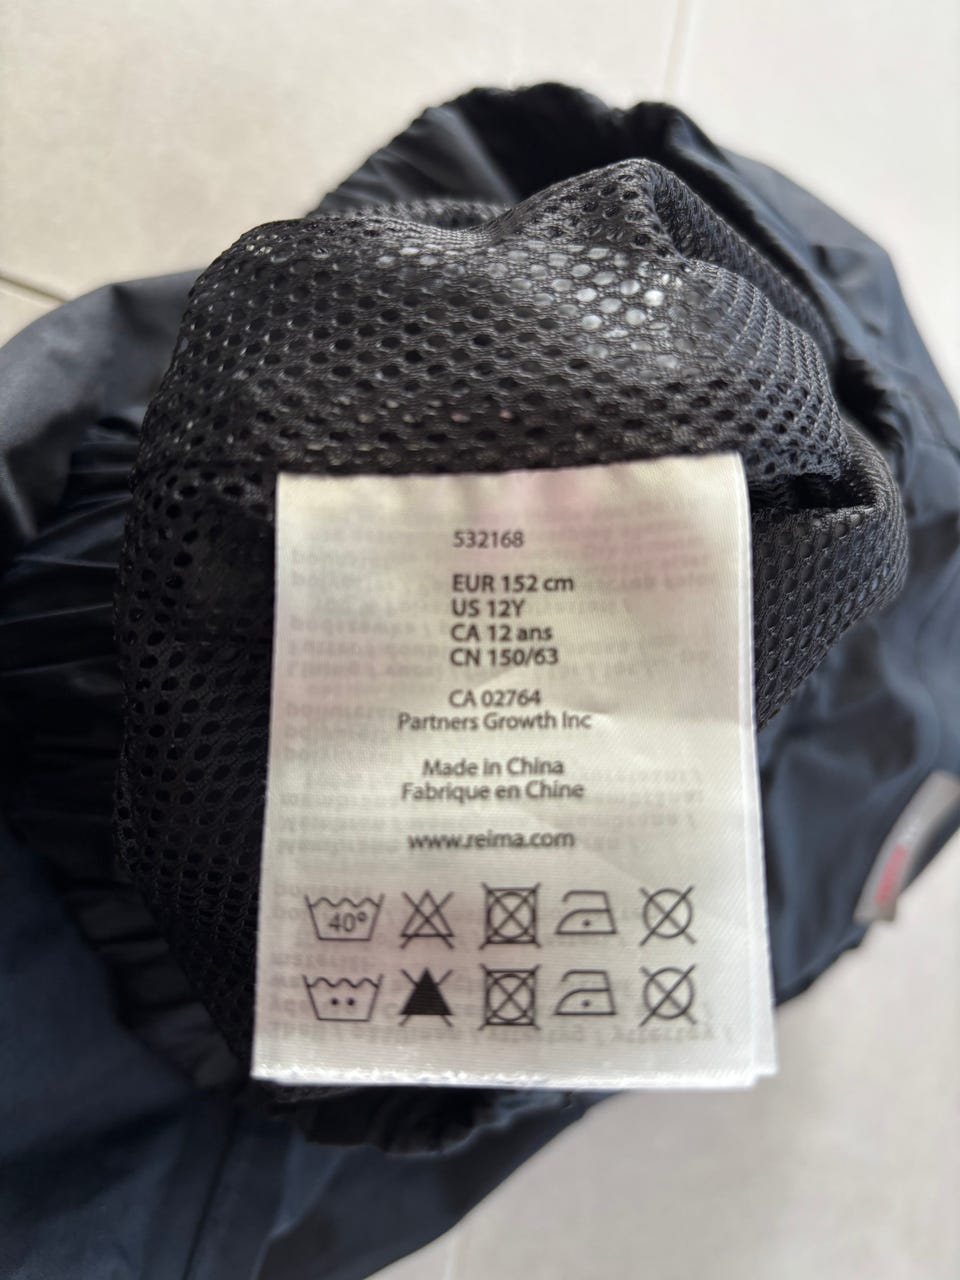 532168
EUR 152 cm
US 12Y
CA 12 ans
CN 150/63
CA 02764
Partners Growth Inc
Made in China
Fabrique en Chine
www.reima.com
40°